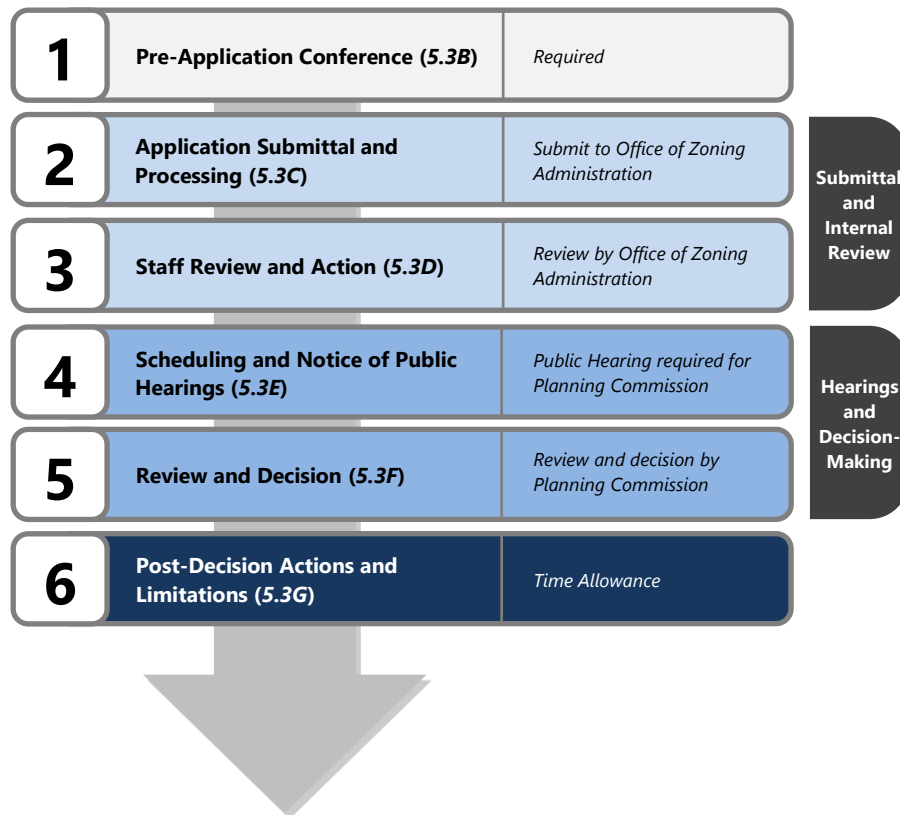 1
Pre-Application Conference (5.3B)
Required
2
Application Submittal and
Processing (5.3C)
Submit to Office of Zoning
Administration
3
Staff Review and Action (5.3D)
Review by Office of Zoning
Administration
Submittal
and
Internal
Review
4
Scheduling and Notice of Public
Hearings (5.3E)
Public Hearing required for
Planning Commission
5
Review and Decision (5.3F)
Review and decision by
Planning Commission
Hearings
and
Decision-
Making
6
Post-Decision Actions and
Limitations (5.3G)
Time Allowance